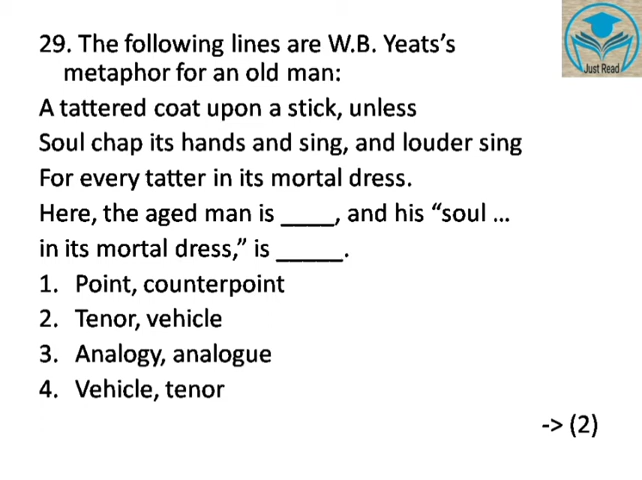 29. The following lines are W.B. Yeats's
metaphor for an old man:
A tattered coat upon a stick, unless
Soul chap its hands and sing, and louder sing
For every tatter in its mortal dress.
Here, the aged man is ____, and his “soul ...
in its mortal dress,” is _____.
1. Point, counterpoint
2. Tenor, vehicle
3. Analogy, analogue
4. Vehicle, tenor
-> (2)
Just Read